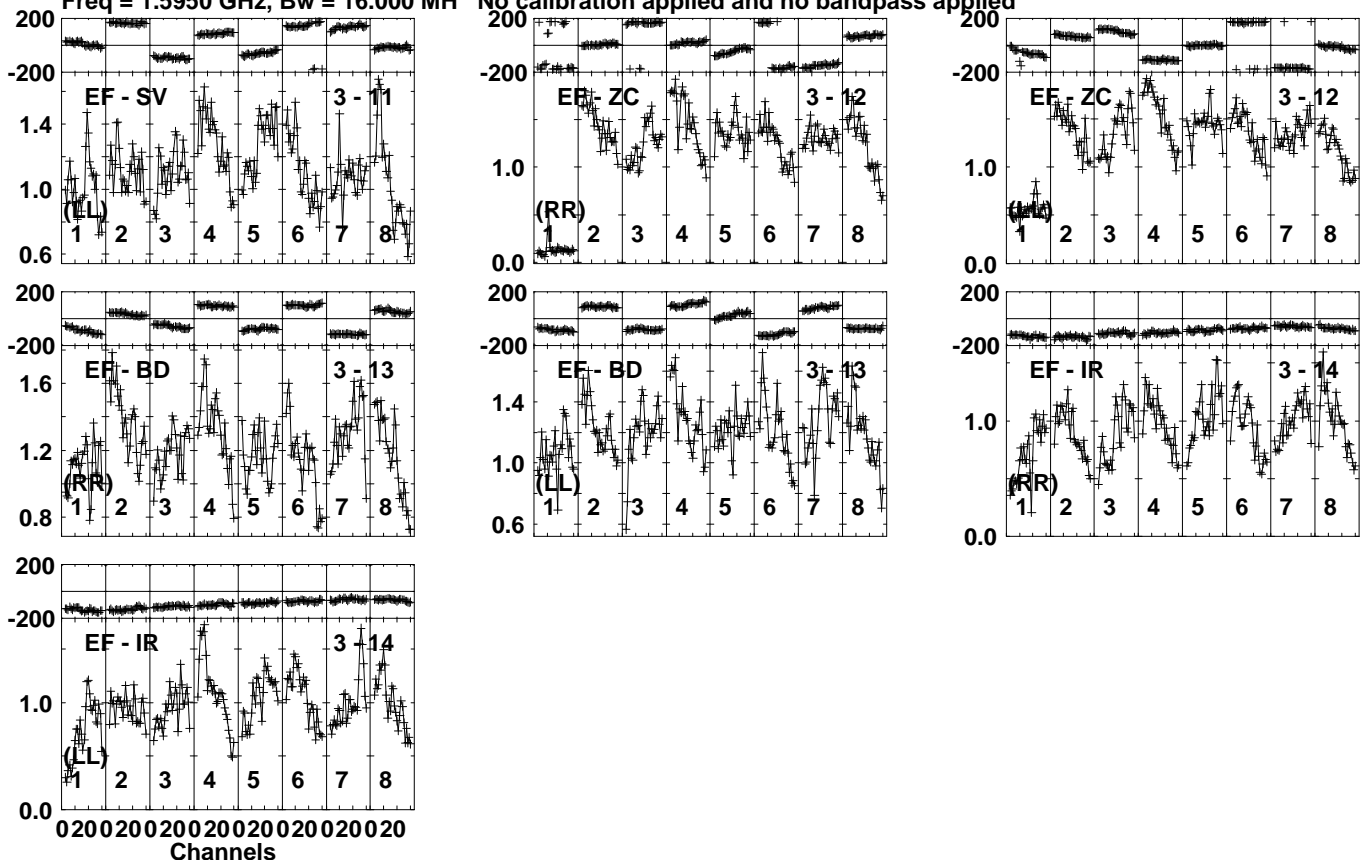 Freq = 1.5950 GHz, Bw = 16.000 MH No calibration applied and no bandpass applied
200
-200
EF - SV 3 - 11
1.4
1.0
(LL)
1 2 3 4 5 6 7 8
0.6
EF - ZC 3 - 12
1.0
(RR)
1 2 3 4 5 6 7 8
0.0
200
-200
EF - ZC 3 - 12
1.0
(LL)
1 2 3 4 5 6 7 8
0.0
200
-200
EF - BD 3 - 13
1.6
1.2
(RR)
1 2 3 4 5 6 7 8
0.8
200
-200
EF - BD 3 - 13
1.4
1.0
(LL)
1 2 3 4 5 6 7 8
0.6
200
-200
EF - IR 3 - 14
1.0
(RR)
1 2 3 4 5 6 7 8
0.0
200
-200
EF - IR 3 - 14
1.0
(LL)
1 2 3 4 5 6 7 8
0.0
0 20 0 20 0 20 0 20 0 20 0 20 0 20 0 20
Channels
200
-200